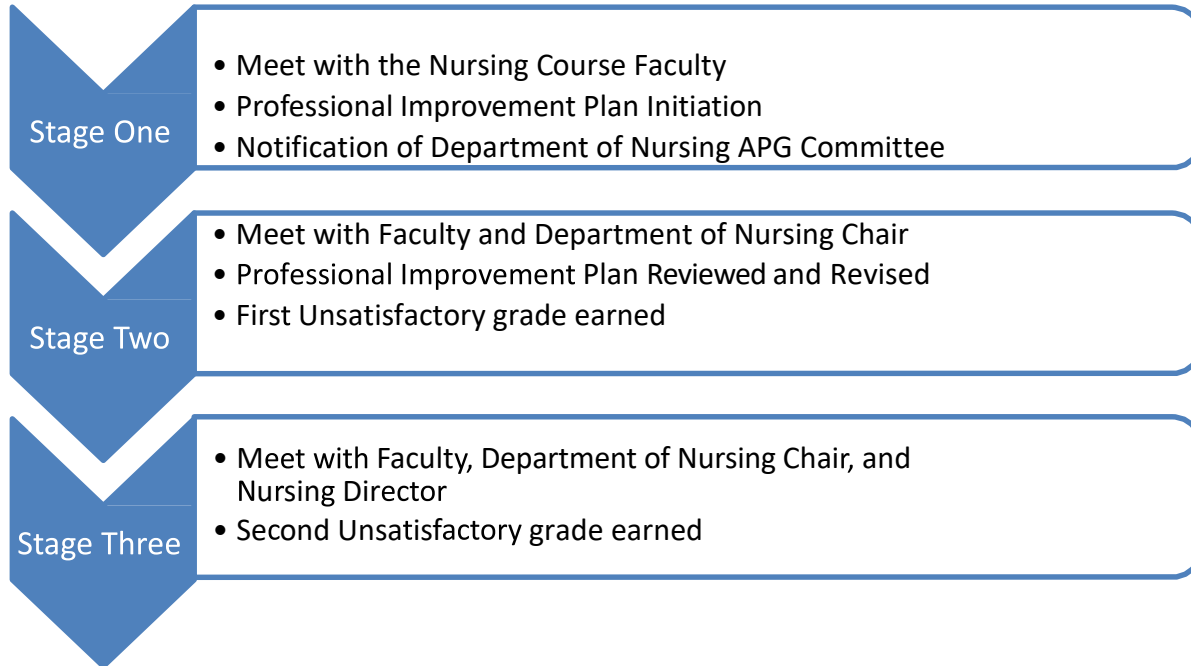 Stage One
• Meet with the Nursing Course Faculty
• Professional Improvement Plan Initiation
• Notification of Department of Nursing APG Committee
Stage Two
• Meet with Faculty and Department of Nursing Chair
• Professional Improvement Plan Reviewed and Revised
• First Unsatisfactory grade earned
Stage Three
• Meet with Faculty, Department of Nursing Chair, and
Nursing Director
• Second Unsatisfactory grade earned